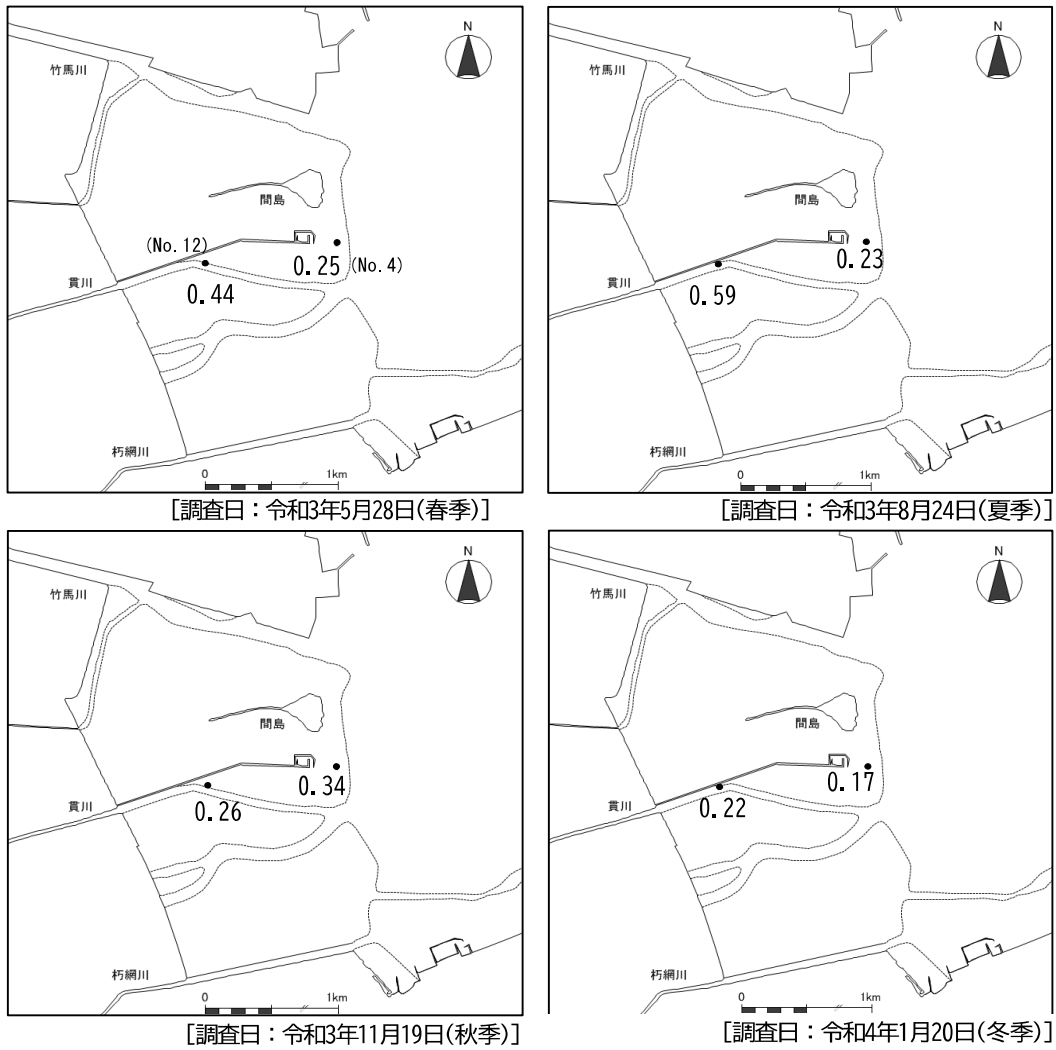 N
竹馬川
間島
(No. 12)
0.25 (No. 4)
貫川
0.44
朽網川
0 1km
[調査日：令和3年5月28日(春季)]
N
竹馬川
間島
0.23
貫川
0.59
朽網川
0 1km
[調査日：令和3年8月24日(夏季)]
N
竹馬川
間島
0.34
貫川
0.26
朽網川
0 1km
[調査日：令和3年11月19日(秋季)]
N
竹馬川
間島
0.17
貫川
0.22
朽網川
0 1km
[調査日：令和4年1月20日(冬季)]